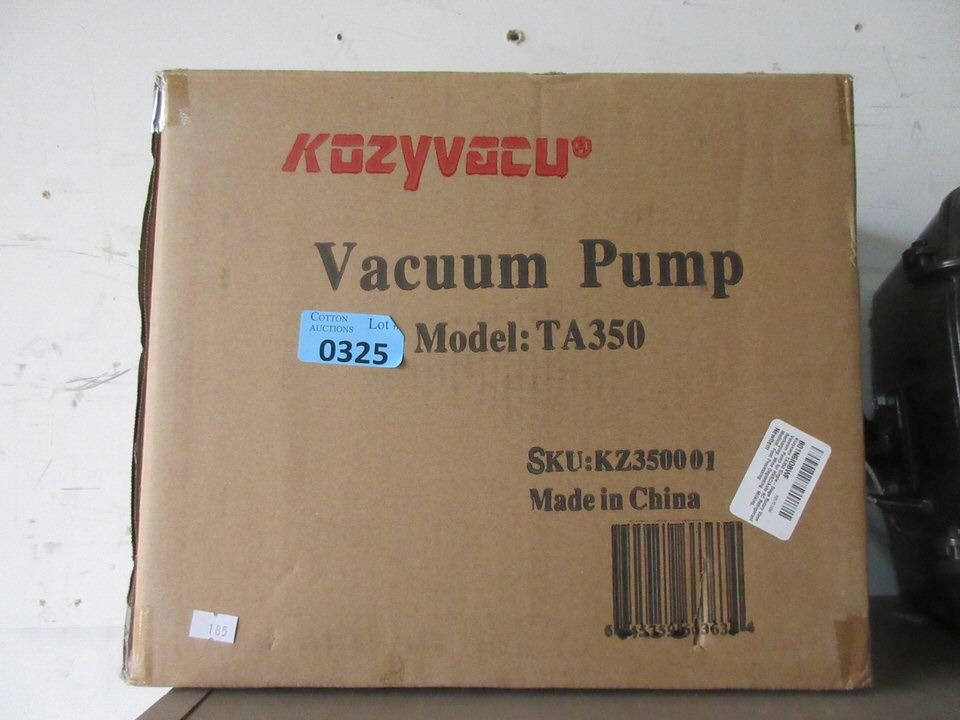 Kozyvacu®
Vacuum Pump
COTTON
AUCTIONS
Lot
0325
Model: TA350
SKU:KZ350001
Made in China
185